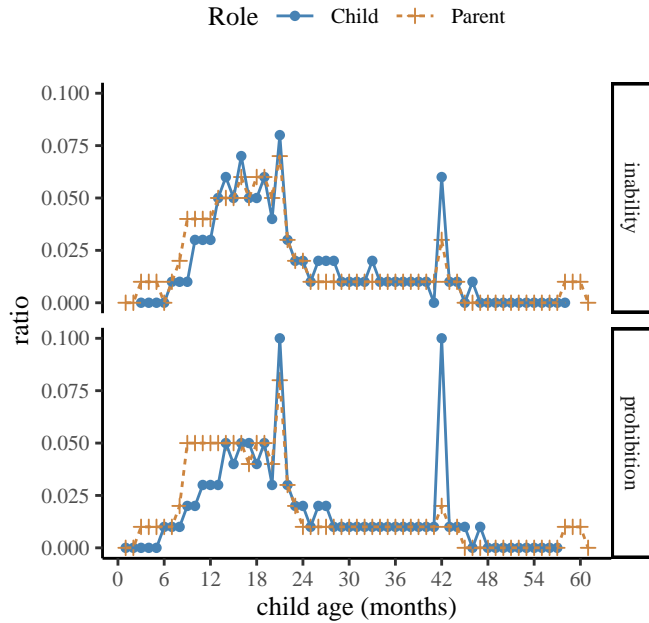 Role Child Parent
0.100
0.075
0.050
0.025
0.000
inability
0.100
0.075
0.050
0.025
0.000
prohibition
ratio
0 6 12 18 24 30 36 42 48 54 60
child age (months)